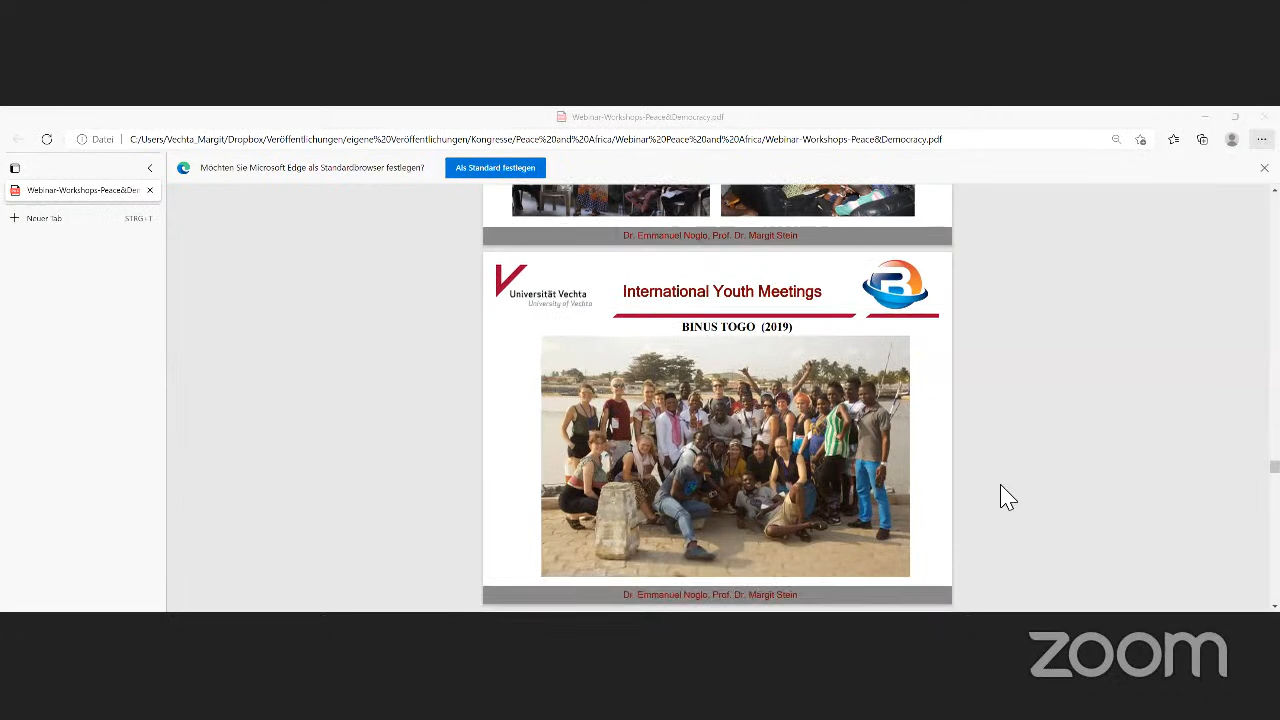 Webinar-Workshops-Peace&Democracy.pdf
Datei C:/Users/Vechta_Margit/Dropbox/Veröffentlichungen/eigene%20Veröffentlichungen/Kongresse/Peace%20and%20Africa/Webinar%20Peace%20and%20Africa/Webinar-Workshops-Peace&Democracy.pdf
Möchten Sie Microsoft Edge als Standardbrowser festlegen? Als Standard festlegen
Webinar-Workshops-Peace&Den
Neuer Tab STRG+T
Dr. Emmanuel Noglo, Prof. Dr. Margit Stein
Universität Vechta
University of Vechta
International Youth Meetings
B
BINUS TOGO (2019)
Dr. Emmanuel Noglo, Prof. Dr. Margit Stein
zoom